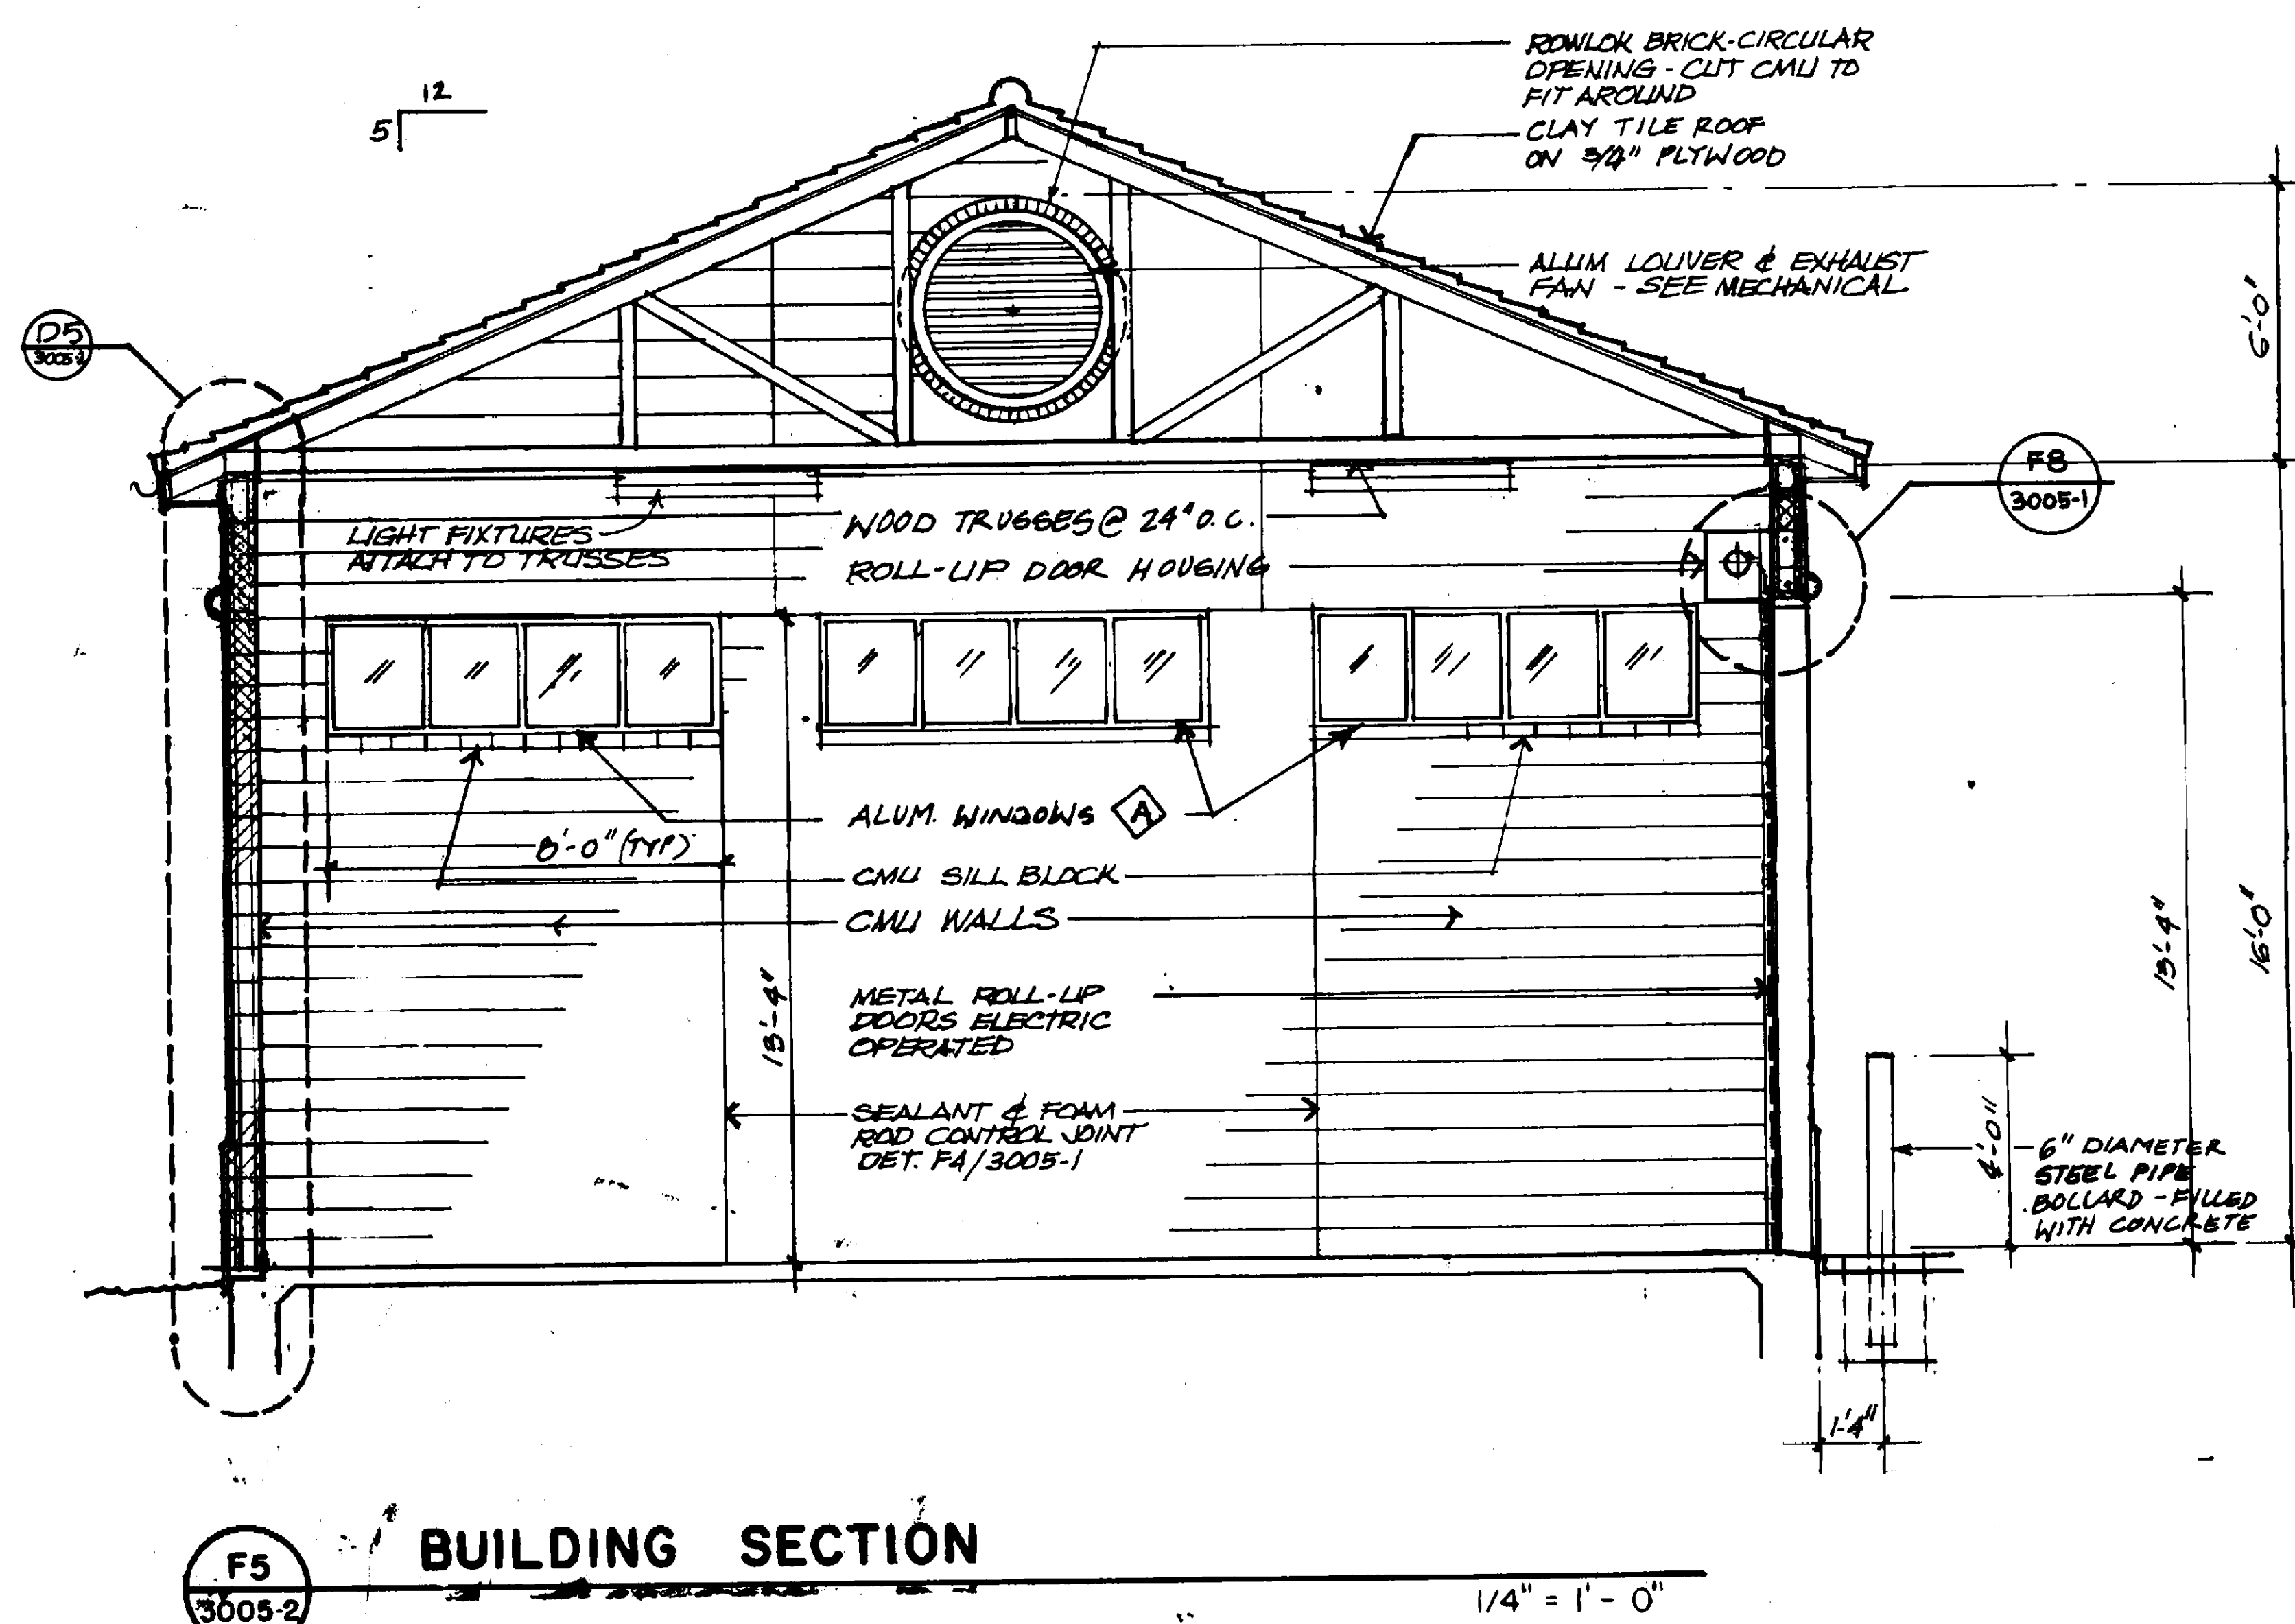 ROWLOK BRICK-CIRCULAR
OPENING - CUT CMU TO
FIT AROUND
CLAY TILE ROOF
ON 3/4" PLYWOOD
12
5
ALUM LOUVER & EXHAUST
FAN - SEE MECHANICAL
6'-0"
D5
3005-2
F8
3005-1
LIGHT FIXTURES
ATTACH TO TRUSSES
WOOD TRUSSES @ 24" O.C.
ROLL-UP DOOR HOUSING
ALUM. WINDOWS A
8'-0" (TYP)
CMU SILL BLOCK
CMU WALLS
13'-4"
METAL ROLL-UP
DOORS ELECTRIC
OPERATED
SEALANT & FOAM
ROD CONTROL JOINT
DET. F4/3005-1
13'-4"
16'-0"
4'-0"
6" DIAMETER
STEEL PIPE
BOLLARD - FILLED
WITH CONCRETE
1'-4"
F5
3005-2
BUILDING SECTION
1/4" = 1'-0"